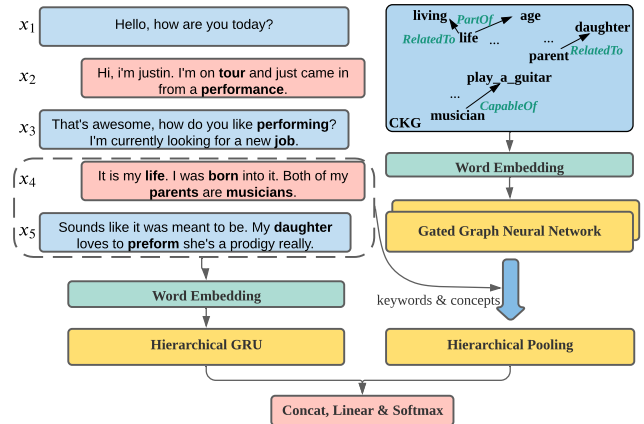 x1
Hello, how are you today?
x2
Hi, i'm justin. I'm on tour and just came in
from a performance.
x3
That's awesome, how do you like performing?
I'm currently looking for a new job.
x4
It is my life. I was born into it. Both of my
parents are musicians.
x5
Sounds like it was meant to be. My daughter
loves to preform she's a prodigy really.
Word Embedding
Hierarchical GRU
living
PartOf
age
RelatedTo
life
...
...
daughter
parent
RelatedTo
play_a_guitar
...
musician
CapableOf
CKG
Word Embedding
Gated Graph Neural Network
keywords & concepts
Hierarchical Pooling
Concat, Linear & Softmax